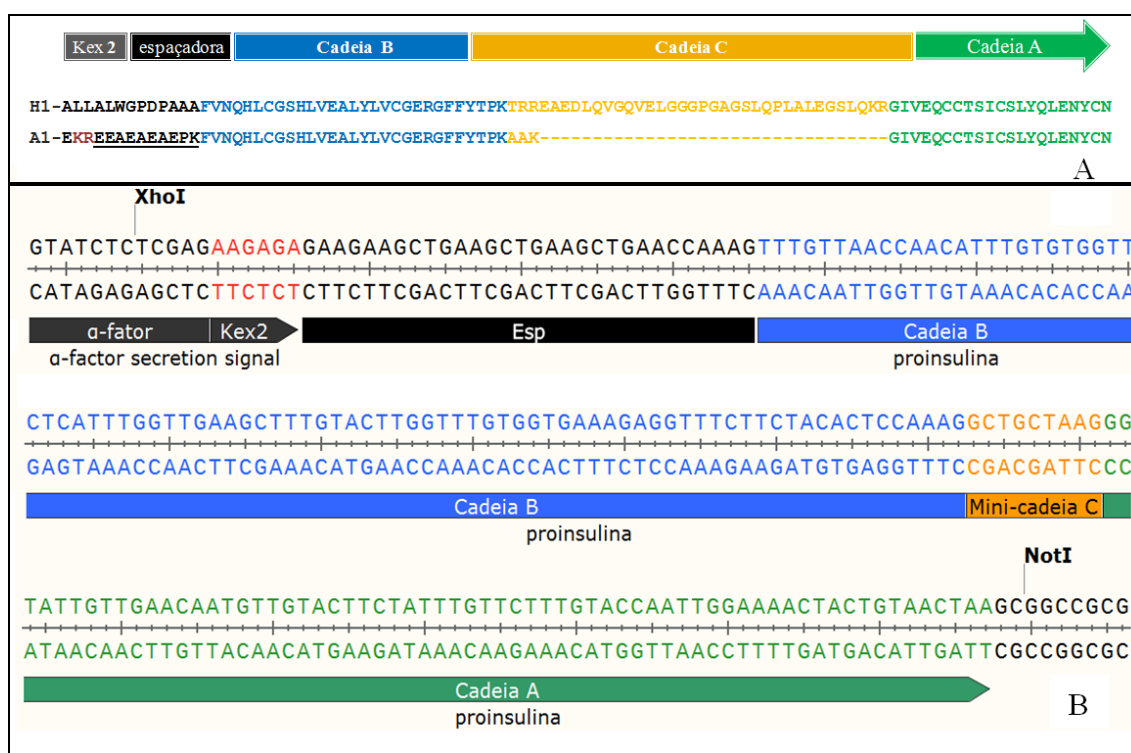 Kex 2 espaçadora Cadeia B Cadeia C Cadeia A
H1-ALLALWGPDPAAAFVNQHLCGSHLVEALYLVCGERGFFYTPKTRREAEDLQVGQVELGGGPGAGSLQPLALEGSLQKRGIVEQCCTSICSLYQLENYCN
A1-EKREEAEAEAEPKFVNQHLCGSHLVEALYLVCGERGFFYTPKAAK--------------------------------GIVEQCCTSICSLYQLENYCN
A
XhoI
GTATCTCTCGAGAAGAGAGAAGAAGCTGAAGCTGAAGCTGAACCAAAGTTTGTTAACCAACATTTGTGTGGTT
CATAGAGAGCTCTTCTCTCTTCTTCGACTTCGACTTCGACTTGGTTTCAAACAATTGGTTGTAAACACACCAA
α-fator Kex2 Esp Cadeia B
α-factor secretion signal proinsulina
CTCATTTGGTTGAAGCTTTGTACTTGGTTTGTGGTGAAAGAGGTTTCTTCTACACTCCAAAGGCTGCTAAGGG
GAGTAAACCAACTTCGAAACATGAACCAAACACCACTTTCTCCAAAGAAGATGTGAGGTTTCCGACGATTCCC
Cadeia B Mini-cadeia C
proinsulina
NotI
TATTGTTGAACAATGTTGTACTTCTATTTGTTCTTTGTACCAATTGGAAAACTACTGTAACTAAGCGGCCGCG
ATAACAACTTGTTACAACATGAAGATAAACAAGAAACATGGTTAACCTTTTGATGACATTGATTCGCCGGCGC
Cadeia A
proinsulina
B